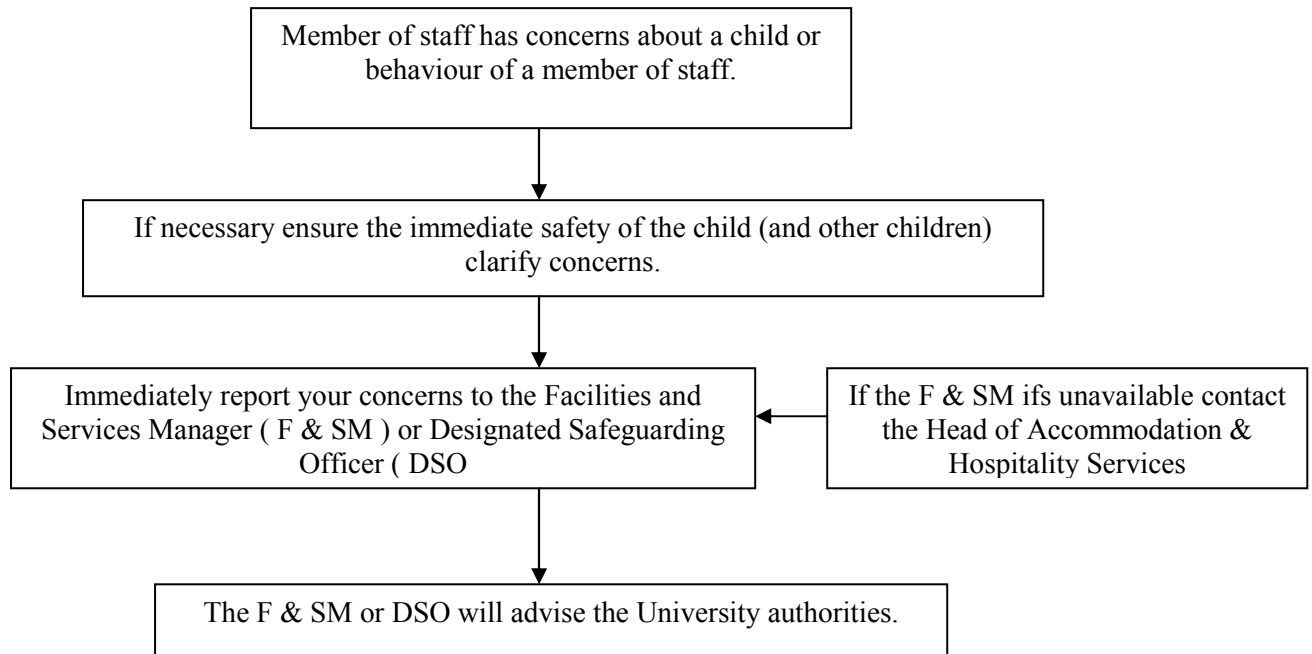 Member of staff has concerns about a child or
behaviour of a member of staff.
If necessary ensure the immediate safety of the child (and other children)
clarify concerns.
Immediately report your concerns to the Facilities and
Services Manager ( F & SM ) or Designated Safeguarding
Officer ( DSO
If the F & SM ifs unavailable contact
the Head of Accommodation &
Hospitality Services
The F & SM or DSO will advise the University authorities.